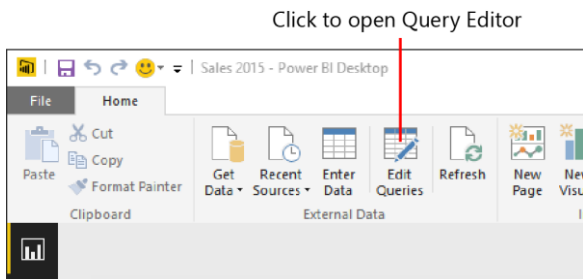 Click to open Query Editor
Sales 2015 - Power BI Desktop
File Home
Cut
Copy
Format Painter
Paste
Clipboard
Get Data
Recent Sources
Enter Data
Edit Queries
Refresh
External Data
New Page